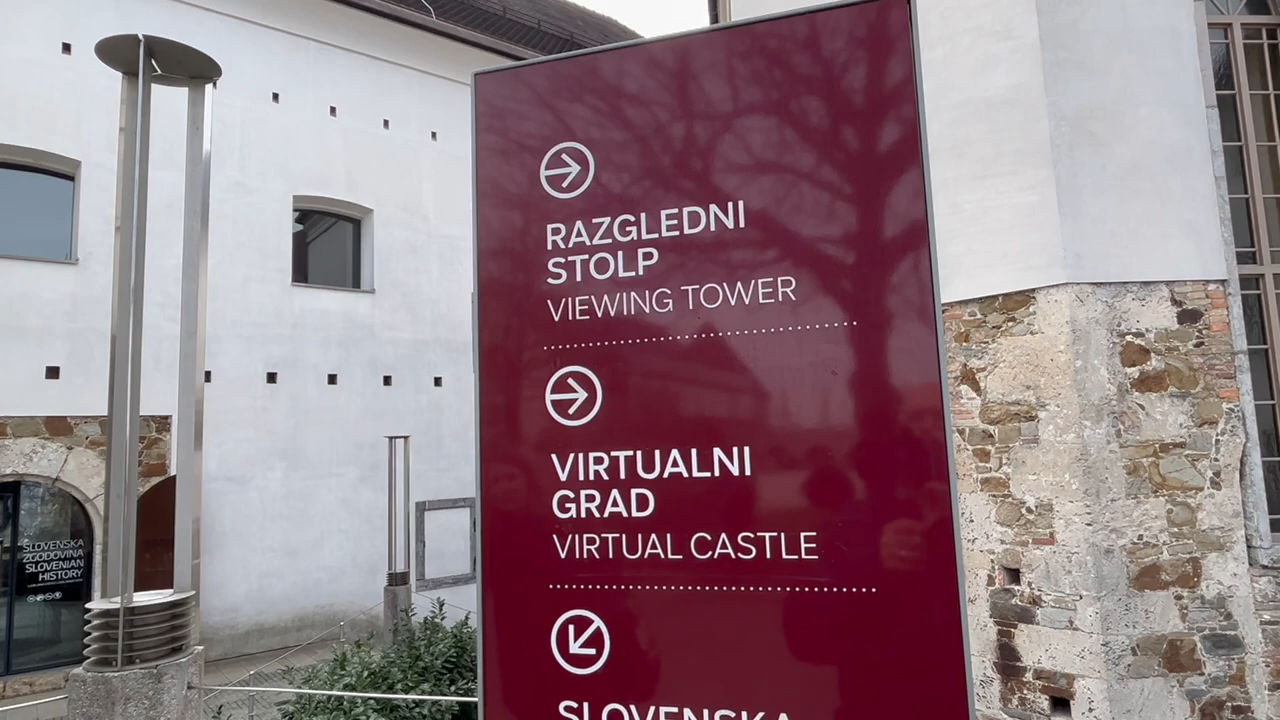 RAZGLEDNI
STOLP
VIEWING TOWER
VIRTUALNI
GRAD
VIRTUAL CASTLE
SLOVENSKA
SLOVENSKA
ZGODOVINA
SLOVENIAN
HISTORY